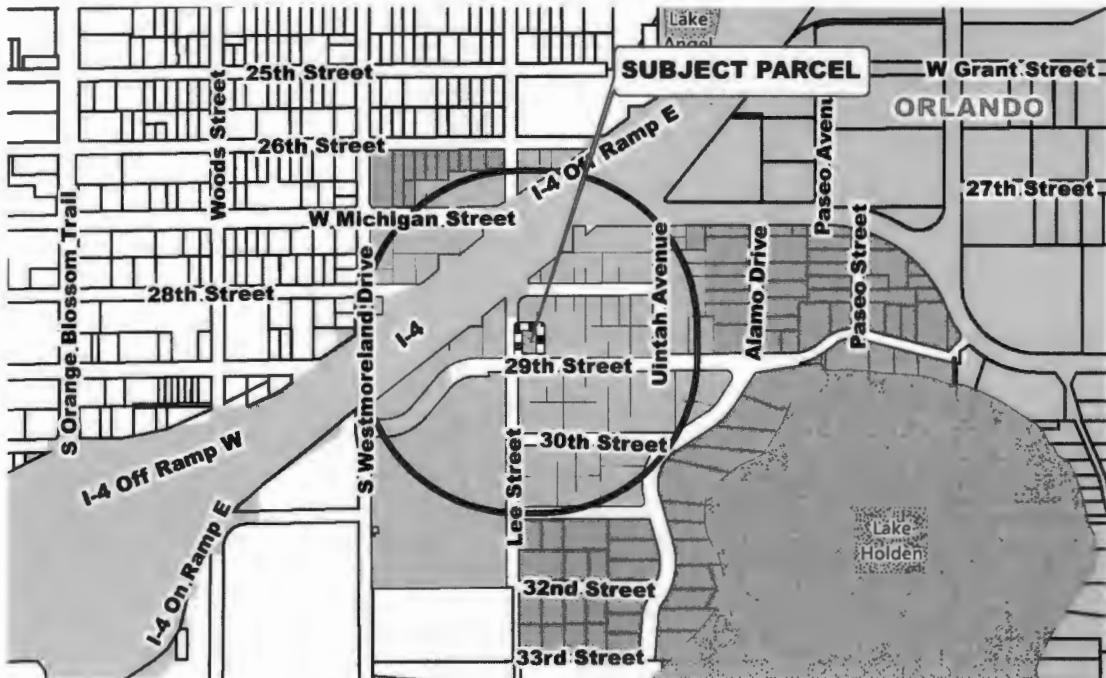 Lake
Angel
SUBJECT PARCEL
25th Street
W Grant Street
ORLANDO
Woods Street
26th Street
I-4 Off Ramp E
Paseo Avenue
27th Street
W Michigan Street
S Orange Blossom Trail
28th Street
S Westmoreland Drive
I-4
Uintah Avenue
Alamo Drive
Paseo Street
29th Street
I-4 Off Ramp W
30th Street
Lee Street
I-4 On Ramp E
Lake
Holden
32nd Street
33rd Street